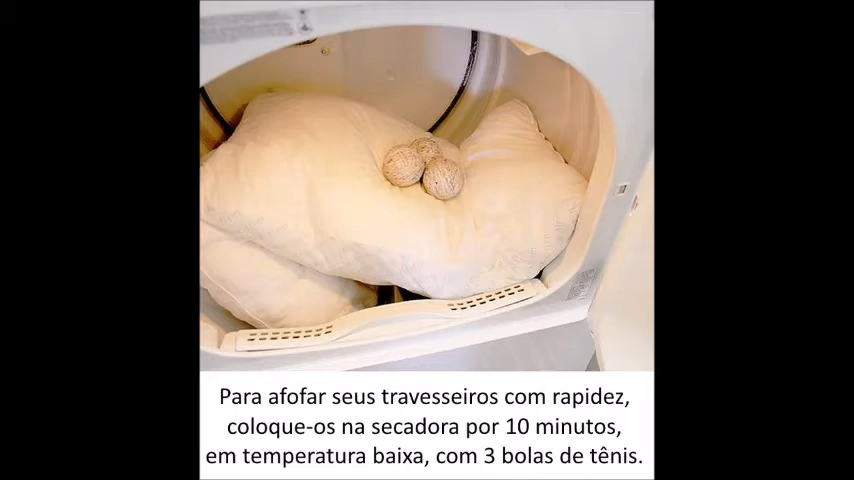 Para afofar seus travesseiros com rapidez,
coloque-os na secadora por 10 minutos,
em temperatura baixa, com 3 bolas de tênis.